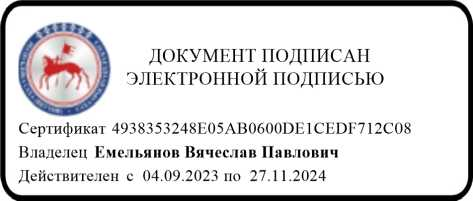 ДОКУМЕНТ ПОДПИСАН
ЭЛЕКТРОННОЙ ПОДПИСЬЮ
Сертификат 4938353248E05AB0600DE1CEDF712C08
Владелец Емельянов Вячеслав Павлович
Действителен с 04.09.2023 по 27.11.2024